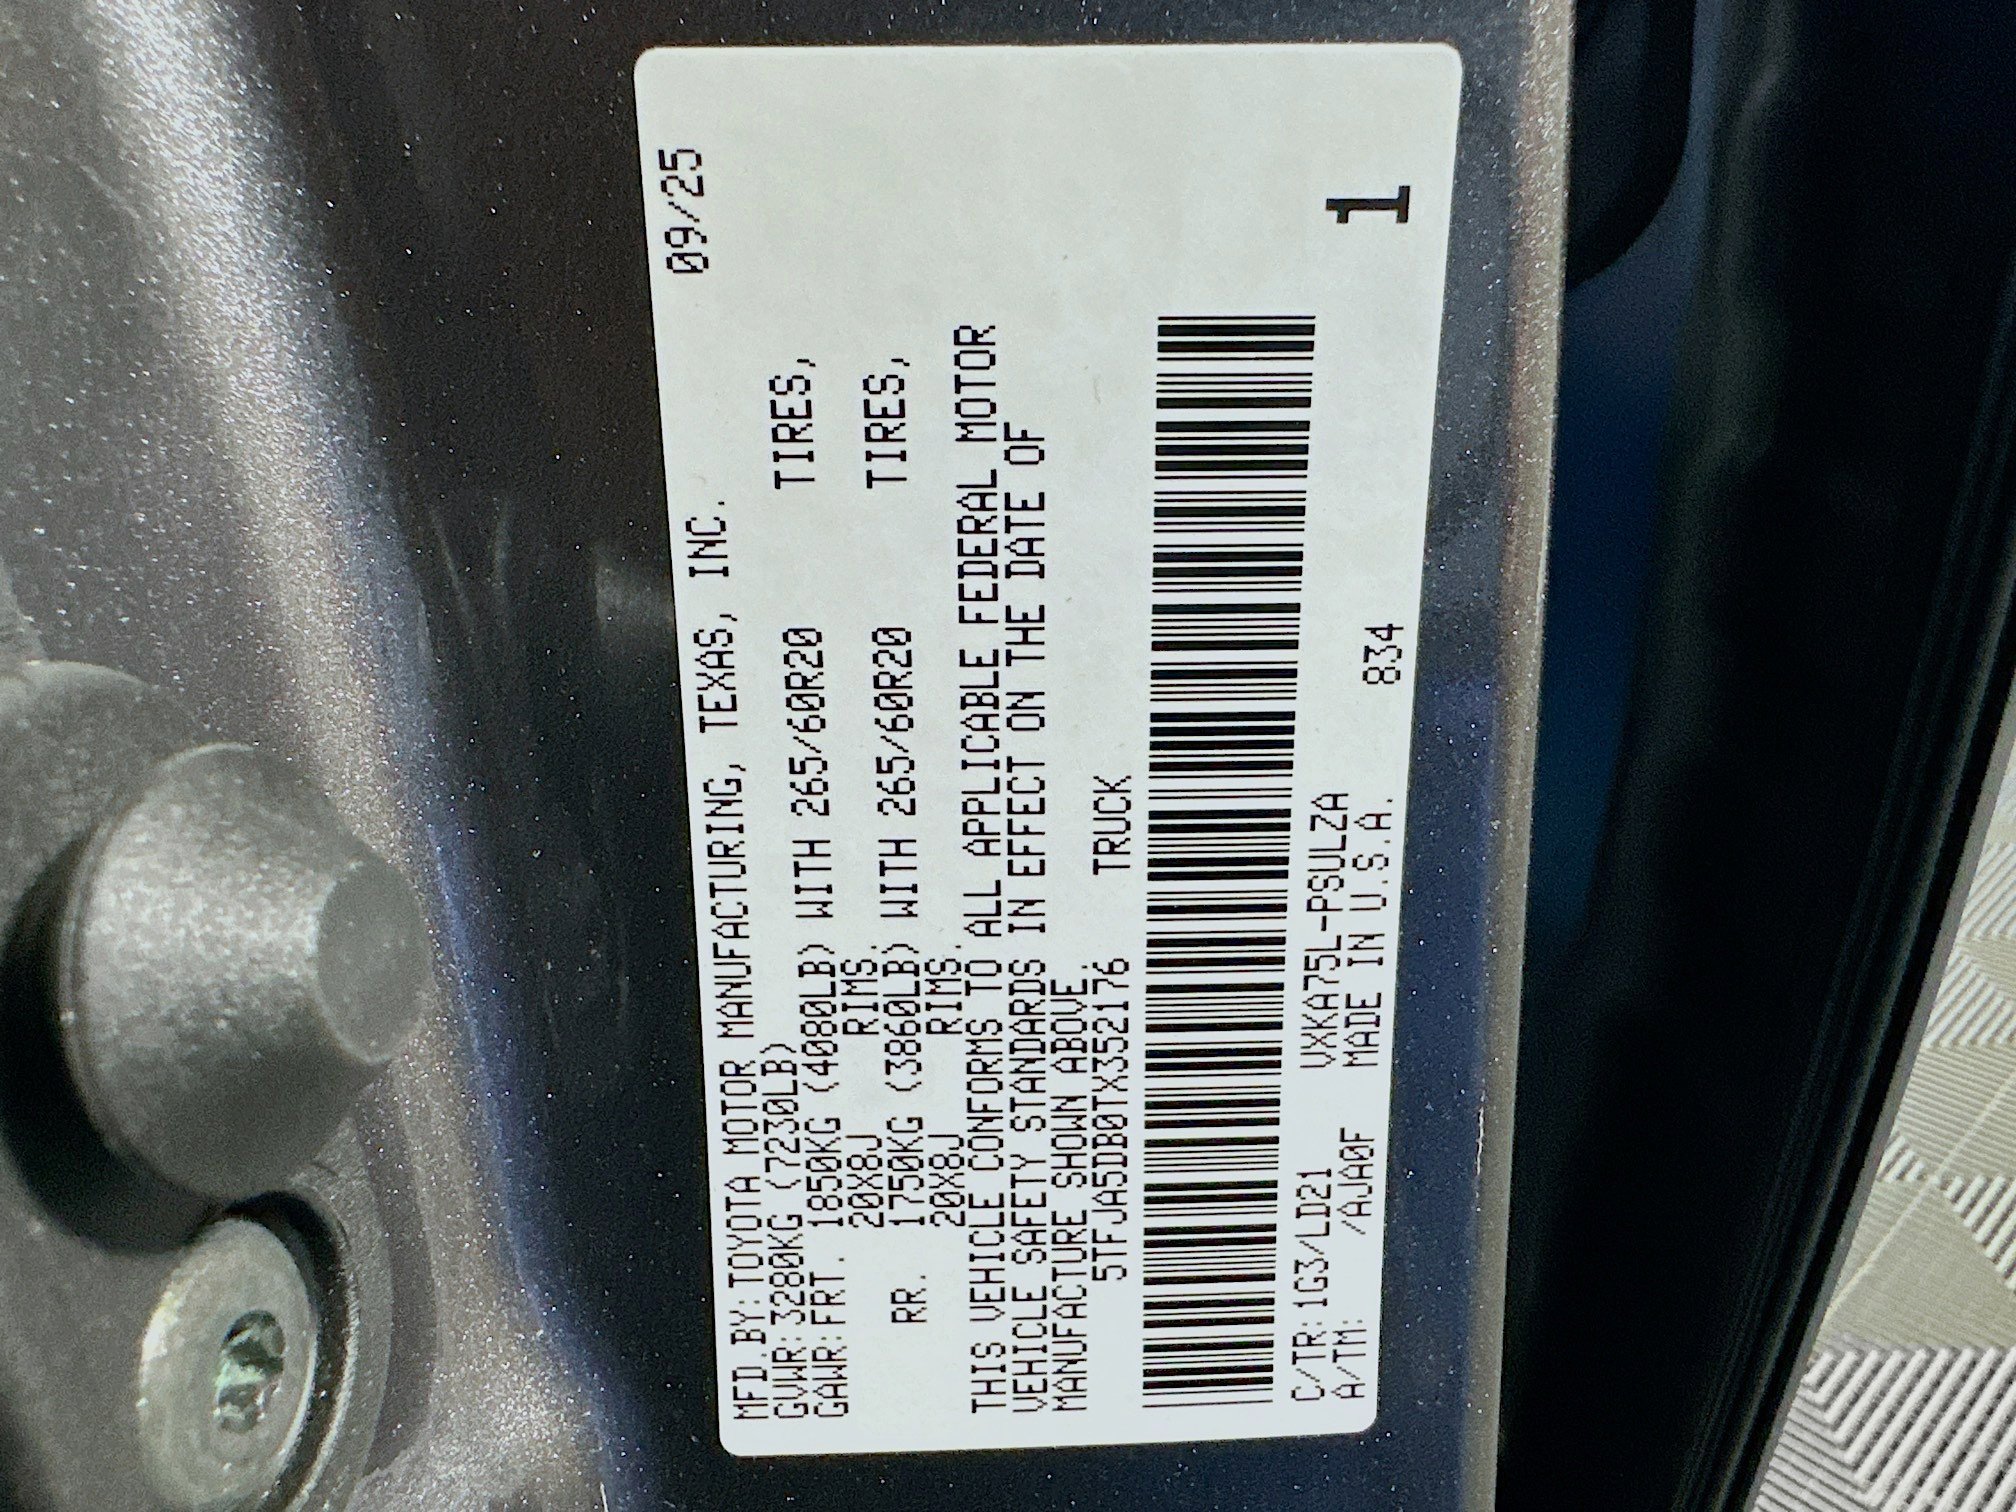 09/25
MFD.BY:TOYOTA MOTOR MANUFACTURING, TEXAS, INC.
GVWR:3280KG (7230LB)
GAWR:FRT. 1850KG (4080LB) WITH 265/60R20 TIRES,
20X8J RIMS.
RR. 1750KG (3860LB) WITH 265/60R20 TIRES,
20X8J RIMS.
THIS VEHICLE CONFORMS TO ALL APPLICABLE FEDERAL MOTOR
VEHICLE SAFETY STANDARDS IN EFFECT ON THE DATE OF
MANUFACTURE SHOWN ABOVE.
5TFJA5DB0TX352176 TRUCK
C/TR:1G3/LD21 VXKA75L-PSULZA
A/TM: /AJA0F MADE IN U.S.A. 834
1